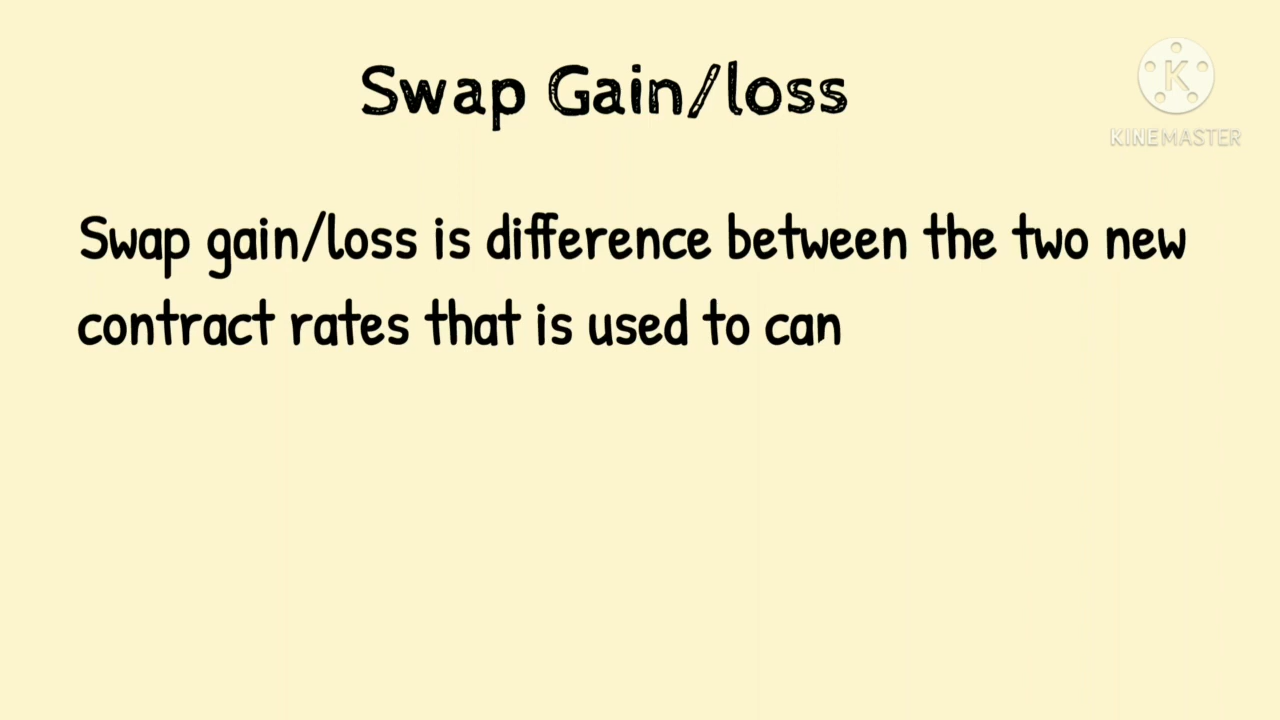 Swap Gain/loss
K
KINEMASTER
Swap gain/loss is difference between the two new
contract rates that is used to can